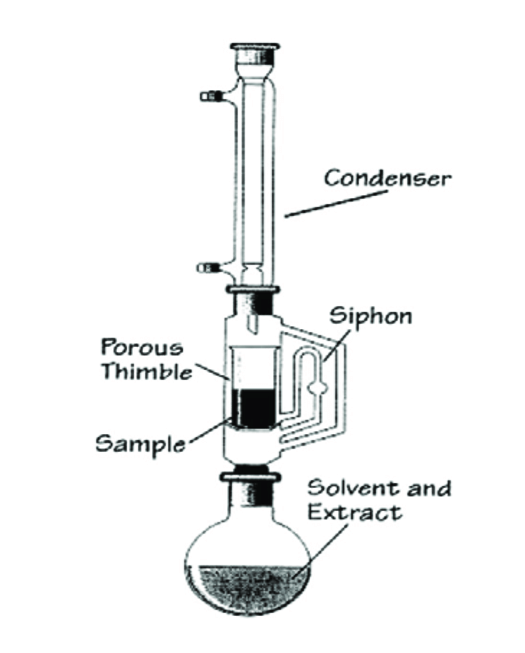 Condenser
Siphon
Porous
Thimble
Sample
Solvent and
Extract